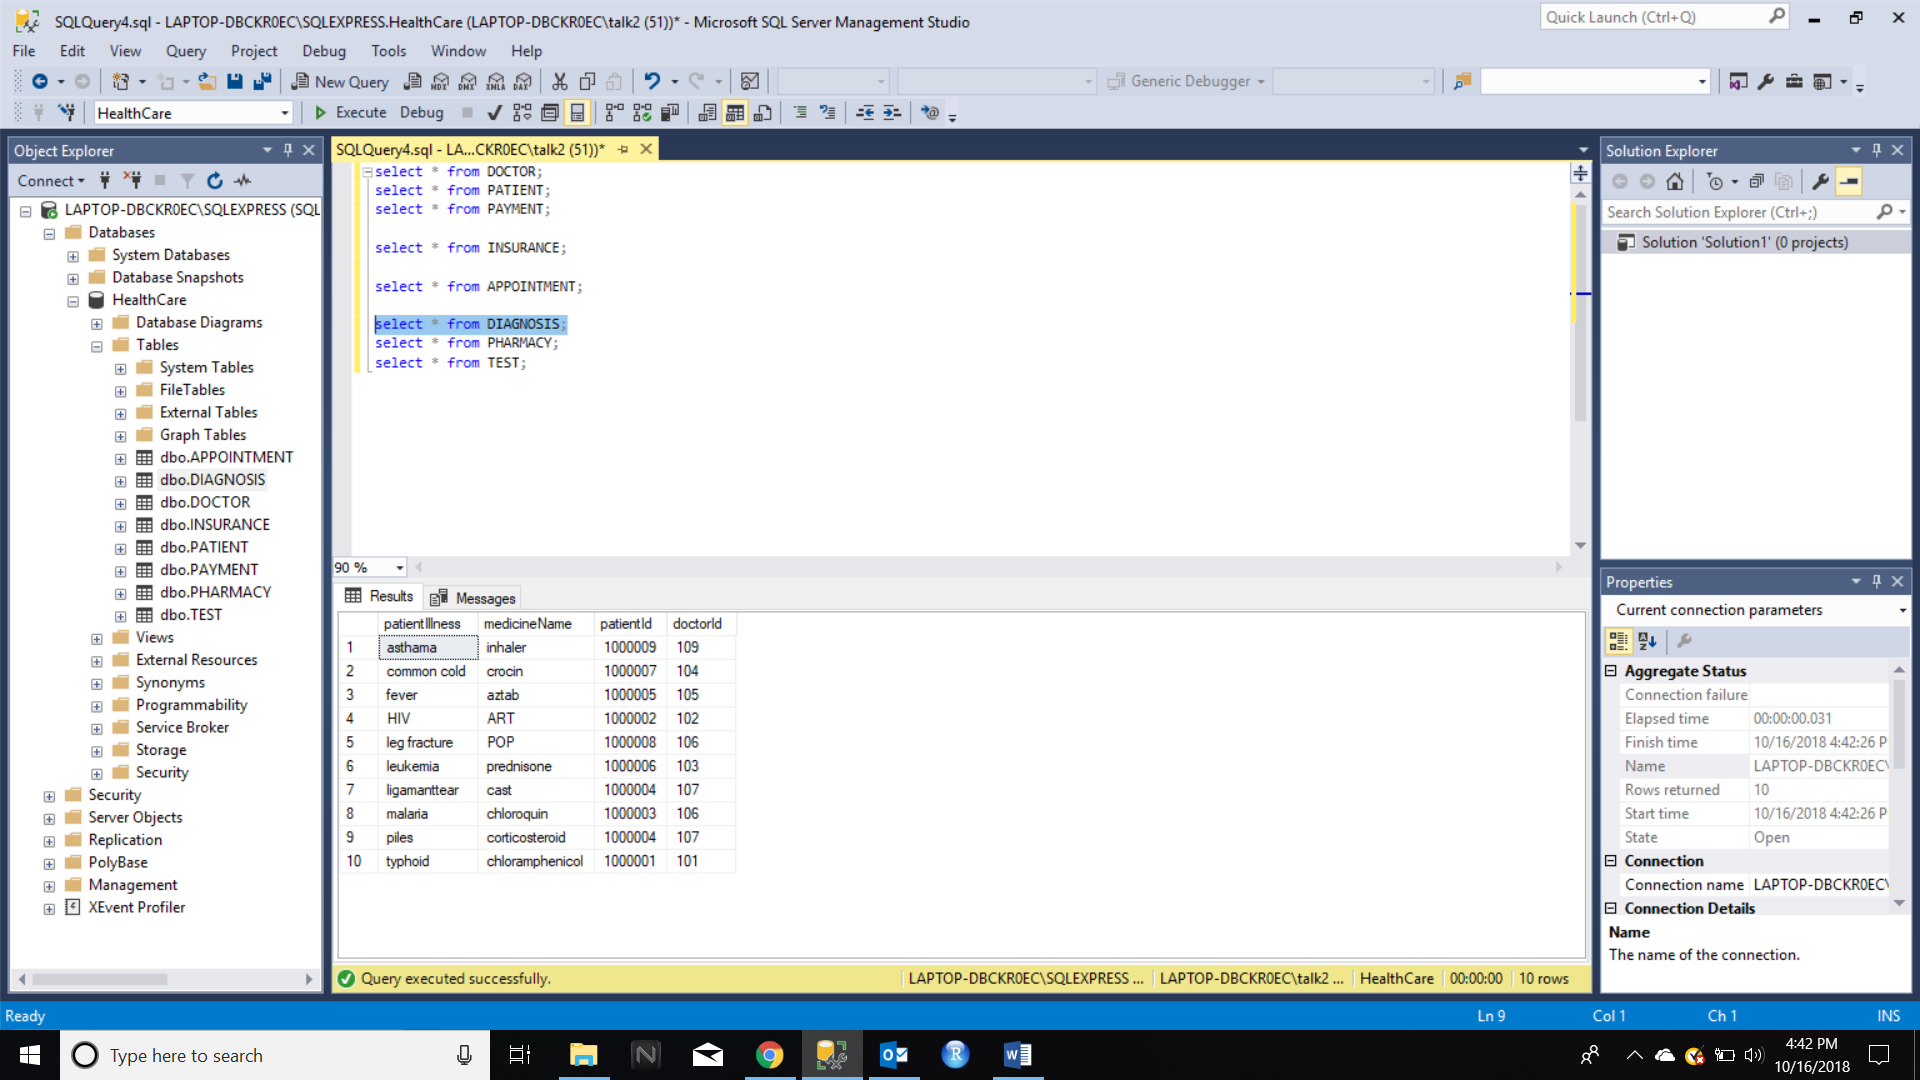 SQLQuery4.sql - LAPTOP-DBCKR0EC\SQLEXPRESS.HealthCare (LAPTOP-DBCKR0EC\talk2 (51))* - Microsoft SQL Server Management Studio
Quick Launch (Ctrl+Q)
File Edit View Query Project Debug Tools Window Help
New Query MDX DMX XMLA DAX Generic Debugger
HealthCare Execute Debug
Object Explorer
Connect
LAPTOP-DBCKR0EC\SQLEXPRESS (SQL
Databases
System Databases
Database Snapshots
HealthCare
Database Diagrams
Tables
System Tables
FileTables
External Tables
Graph Tables
dbo.APPOINTMENT
dbo.DIAGNOSIS
dbo.DOCTOR
dbo.INSURANCE
dbo.PATIENT
dbo.PAYMENT
dbo.PHARMACY
dbo.TEST
Views
External Resources
Synonyms
Programmability
Service Broker
Storage
Security
Security
Server Objects
Replication
PolyBase
Management
XEvent Profiler
SQLQuery4.sql - LA...CKR0EC\talk2 (51))*
select * from DOCTOR;
select * from PATIENT;
select * from PAYMENT;
select * from INSURANCE;
select * from APPOINTMENT;
select * from DIAGNOSIS;
select * from PHARMACY;
select * from TEST;
90 %
Results Messages
patientIllness medicineName patientId doctorId
1 asthama inhaler 1000009 109
2 common cold crocin 1000007 104
3 fever aztab 1000005 105
4 HIV ART 1000002 102
5 leg fracture POP 1000008 106
6 leukemia prednisone 1000006 103
7 ligamanttear cast 1000004 107
8 malaria chloroquin 1000003 106
9 piles corticosteroid 1000004 107
10 typhoid chloramphenicol 1000001 101
Query executed successfully. LAPTOP-DBCKR0EC\SQLEXPRESS ... LAPTOP-DBCKR0EC\talk2 ... HealthCare 00:00:00 10 rows
Solution Explorer
Search Solution Explorer (Ctrl+;)
Solution 'Solution1' (0 projects)
Properties
Current connection parameters
Aggregate Status
Connection failure
Elapsed time 00:00:00.031
Finish time 10/16/2018 4:42:26 P
Name LAPTOP-DBCKR0EC\
Rows returned 10
Start time 10/16/2018 4:42:26 P
State Open
Connection
Connection name LAPTOP-DBCKR0EC\
Connection Details
Name
The name of the connection.
Ready Ln 9 Col 1 Ch 1 INS
Type here to search
4:42 PM
10/16/2018